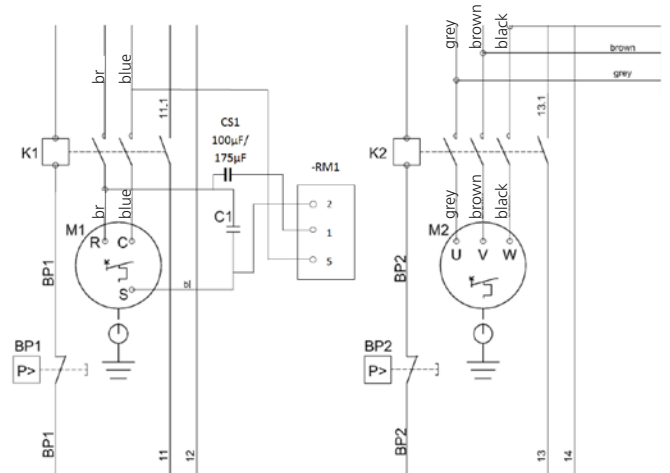 br
blue
11.1
CS1
100µF/
175µF
K1
-RM1
2
1
5
C1
br
blue
M1
R
C
S
bl
BP1
BP1
P>
BP1
11
12
grey
brown
black
brown
grey
13.1
K2
grey
brown
black
M2
U
V
W
BP2
BP2
P>
BP2
13
14